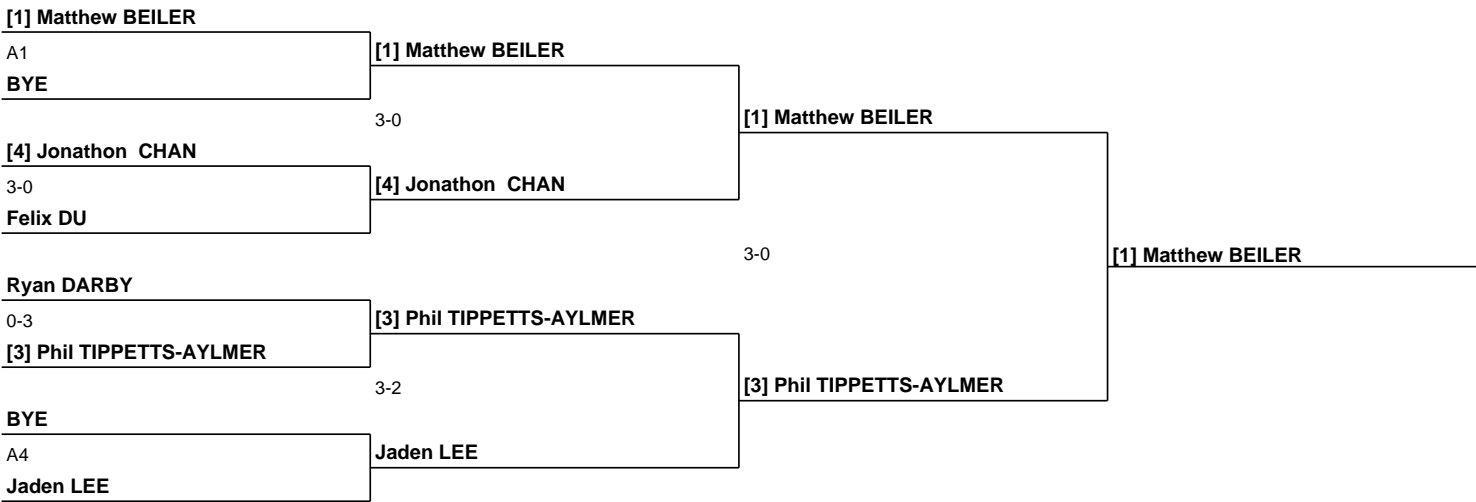 [1] Matthew BEILER
A1
BYE
[4] Jonathon  CHAN
3-0
Felix DU
Ryan DARBY
0-3
[3] Phil TIPPETTS-AYLMER
BYE
A4
Jaden LEE
[1] Matthew BEILER
3-0
[4] Jonathon  CHAN
[3] Phil TIPPETTS-AYLMER
3-2
Jaden LEE
[1] Matthew BEILER
3-0
[3] Phil TIPPETTS-AYLMER
[1] Matthew BEILER